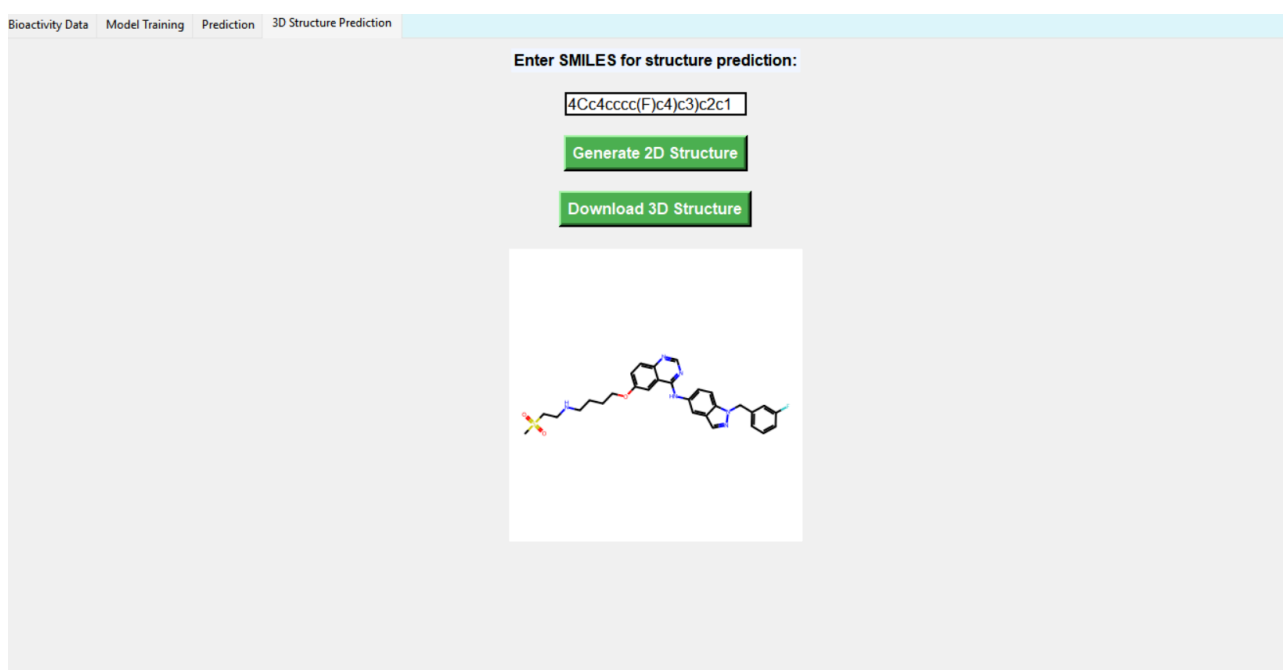 Bioactivity Data Model Training Prediction 3D Structure Prediction
Enter SMILES for structure prediction:
4Cc4cccc(F)c4)c3)c2c1
Generate 2D Structure
Download 3D Structure
N
N
O
H
N
HN
N
N
F
O
S
O